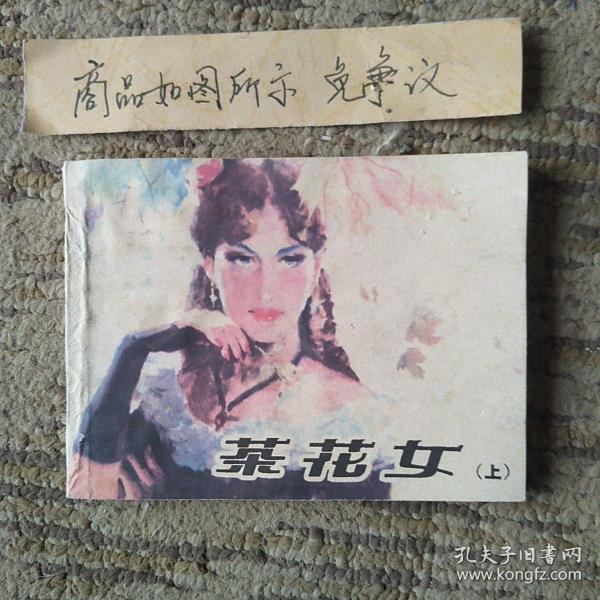 商品如图所示 免争议
茶花女
(上)
孔夫子旧书网
www.kongfz.com